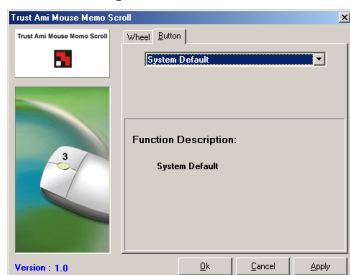 Trust Ami Mouse Memo Scroll
Trust Ami Mouse Momo Scroll
Wheel Button
System Default
3
Function Description:
System Default
Version : 1.0
Ok Cancel Apply